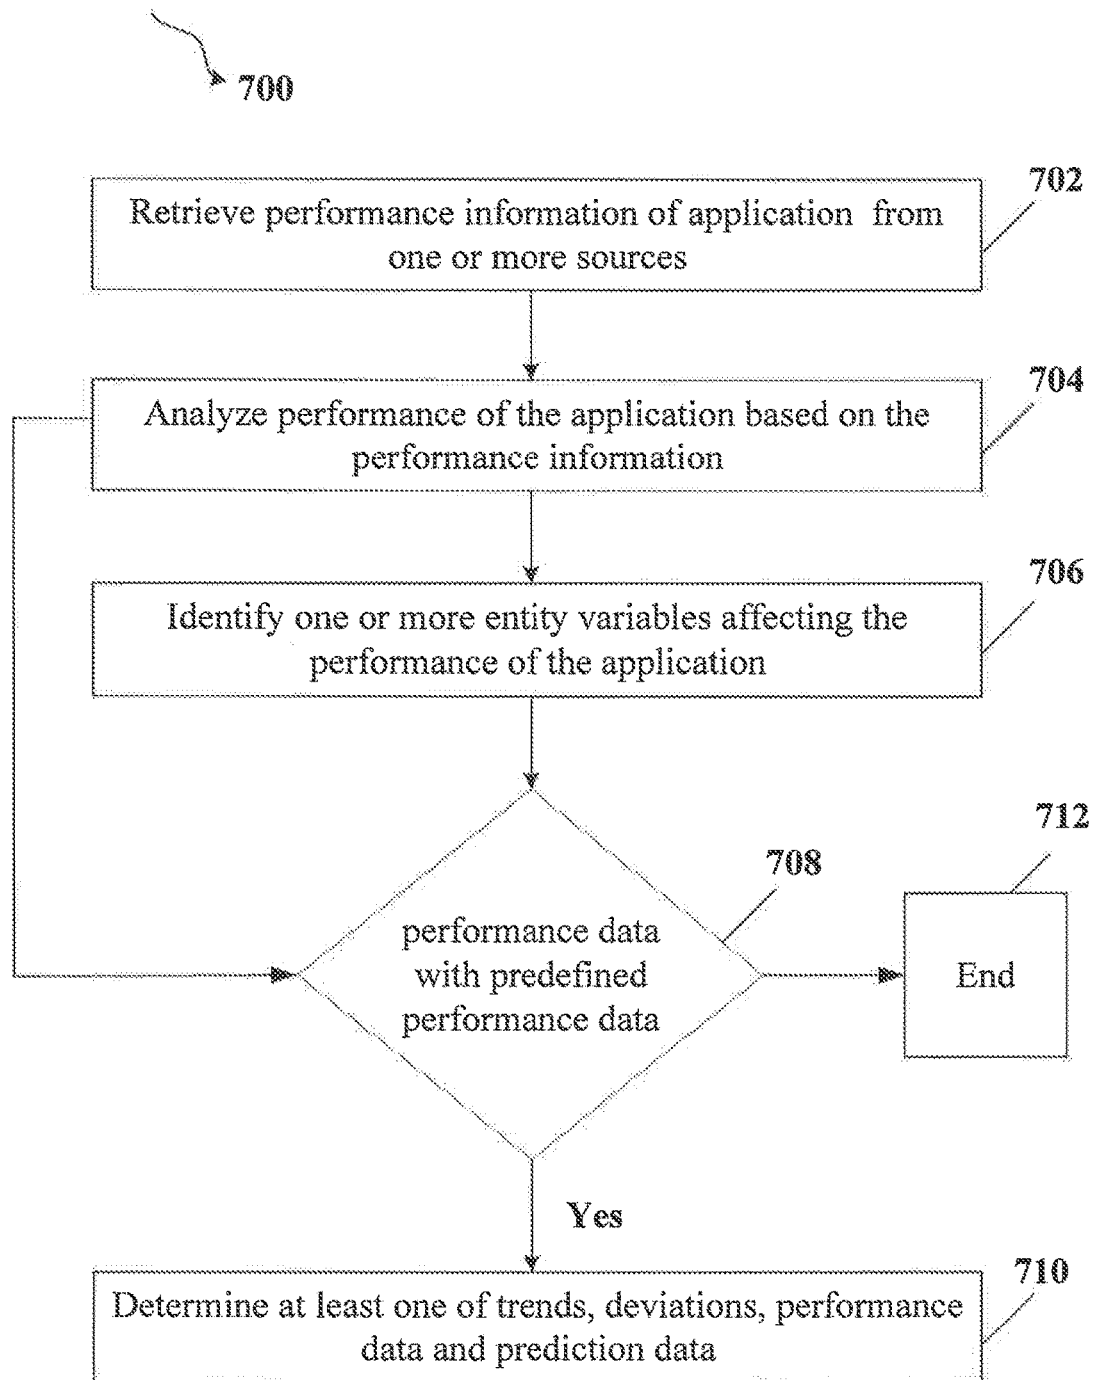 700
702
Retrieve performance information of application from
one or more sources
704
Analyze performance of the application based on the
performance information
706
Identify one or more entity variables affecting the
performance of the application
712
708
performance data
with predefined
performance data
End
Yes
710
Determine at least one of trends, deviations, performance
data and prediction data